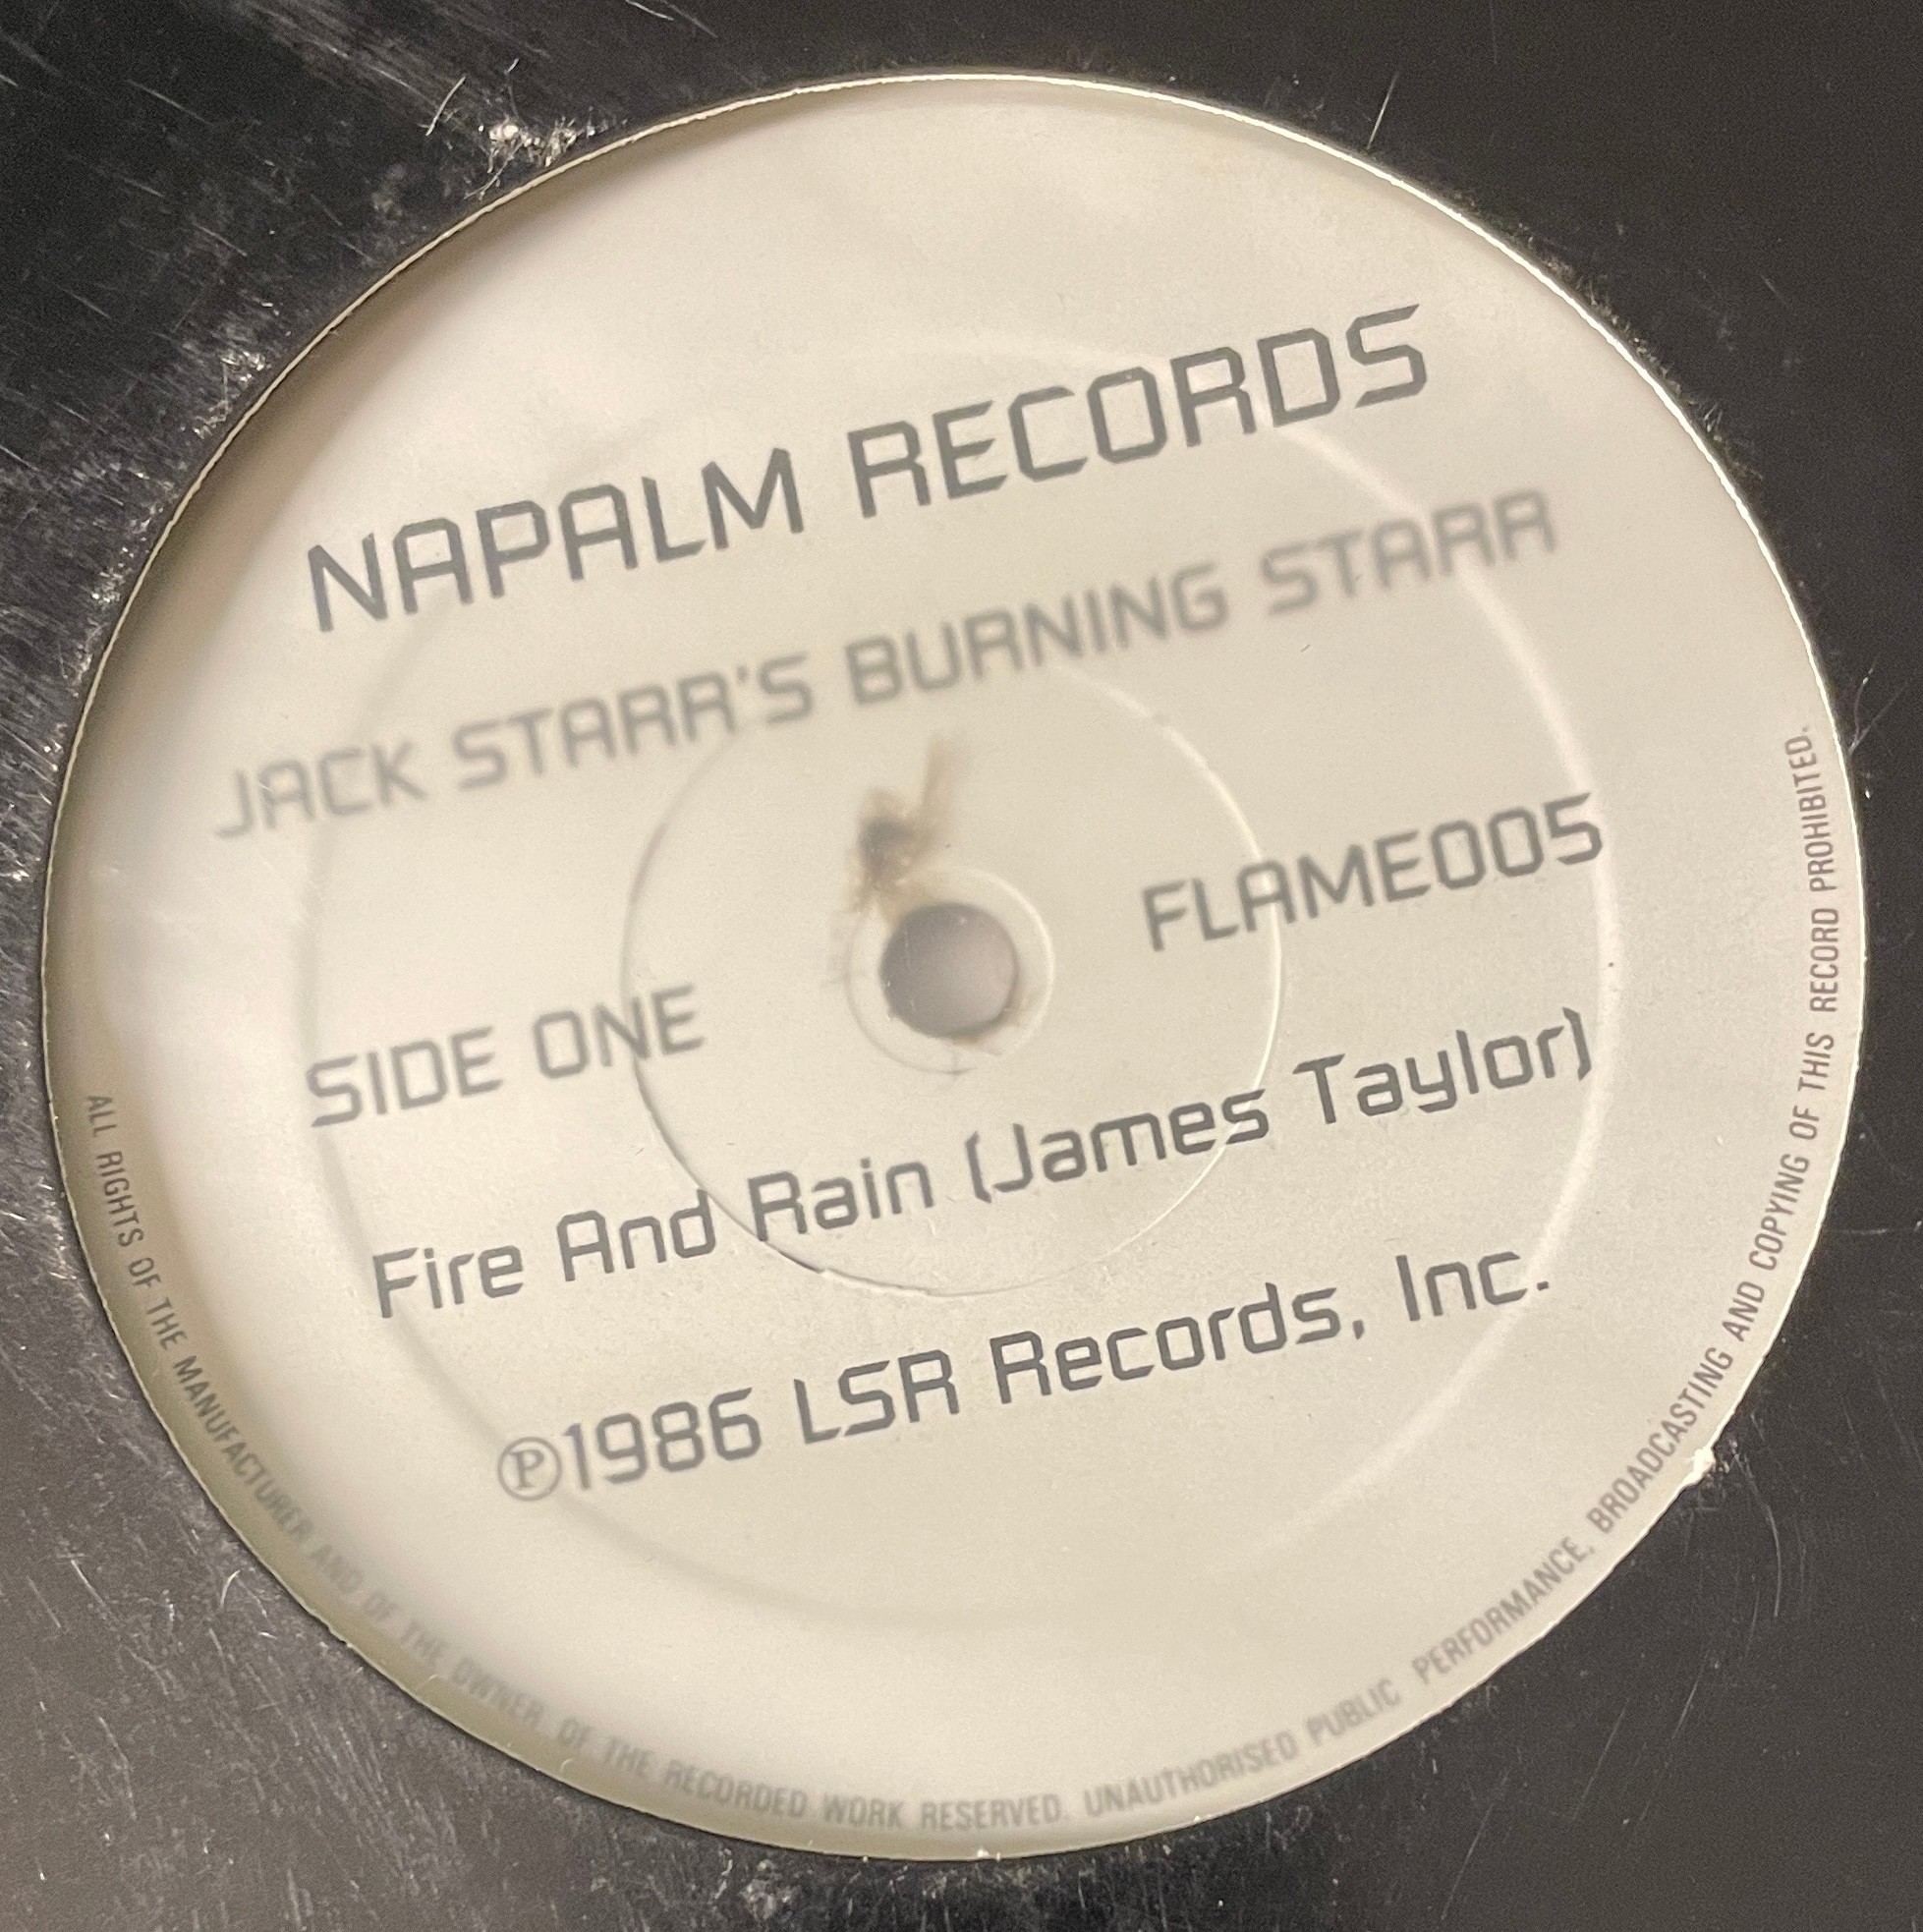 NAPALM RECORDS
JACK STARR'S BURNING STARR
FLAME005
SIDE ONE
Fire And Rain (James Taylor)
℗1986 LSR Records, Inc.
ALL RIGHTS OF THE MANUFACTURER AND OF THE OWNER OF THE RECORDED WORK RESERVED. UNAUTHORISED PUBLIC PERFORMANCE, BROADCASTING AND COPYING OF THIS RECORD PROHIBITED.